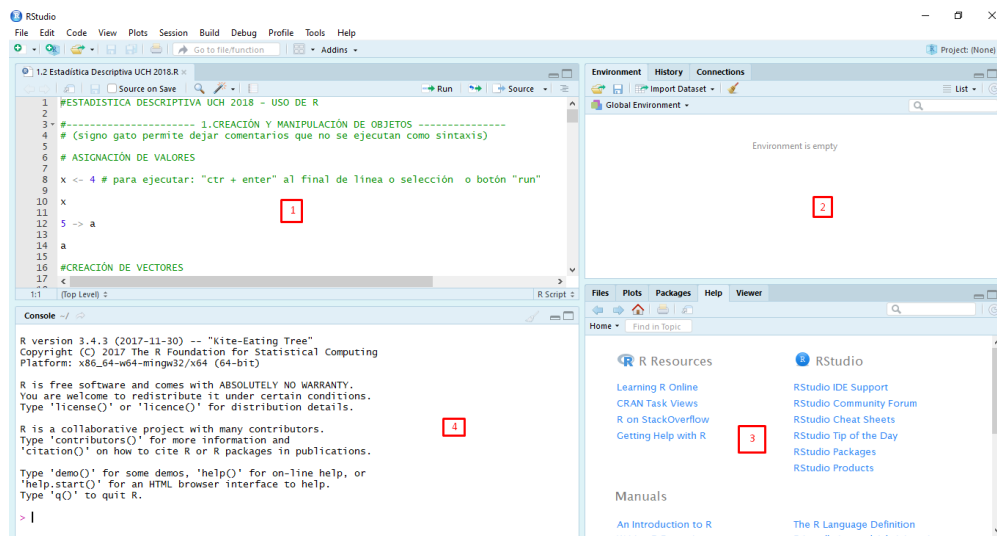 RStudio
File Edit Code View Plots Session Build Debug Profile Tools Help
Go to file/function Addins Project: (None)
1.2 Estadística Descriptiva UCH 2018.R
Source on Save Run Source
1 #ESTADISTICA DESCRIPTIVA UCH 2018 - USO DE R
2
3 #---------------------- 1.CREACIÓN Y MANIPULACIÓN DE OBJETOS ---------------
4 # (signo gato permite dejar comentarios que no se ejecutan como sintaxis)
5
6 # ASIGNACIÓN DE VALORES
7
8 x <- 4 # para ejecutar: "ctr + enter" al final de línea o selección o botón "run"
9
10 x
11
12 5 -> a
13
14 a
15
16 #CREACIÓN DE VECTORES
17
1
1:1 (Top Level) R Script
Console ~/
R version 3.4.3 (2017-11-30) -- "Kite-Eating Tree"
Copyright (C) 2017 The R Foundation for Statistical Computing
Platform: x86_64-w64-mingw32/x64 (64-bit)
R is free software and comes with ABSOLUTELY NO WARRANTY.
You are welcome to redistribute it under certain conditions.
Type 'license()' or 'licence()' for distribution details.
R is a collaborative project with many contributors.
Type 'contributors()' for more information and
'citation()' on how to cite R or R packages in publications.
Type 'demo()' for some demos, 'help()' for on-line help, or
'help.start()' for an HTML browser interface to help.
Type 'q()' to quit R.
>
4
Environment History Connections
Import Dataset List
Global Environment
Environment is empty
2
Files Plots Packages Help Viewer
Home Find in Topic
R Resources
Learning R Online
CRAN Task Views
R on StackOverflow
Getting Help with R
RStudio
RStudio IDE Support
RStudio Community Forum
RStudio Cheat Sheets
RStudio Tip of the Day
RStudio Packages
RStudio Products
3
Manuals
An Introduction to R
The R Language Definition